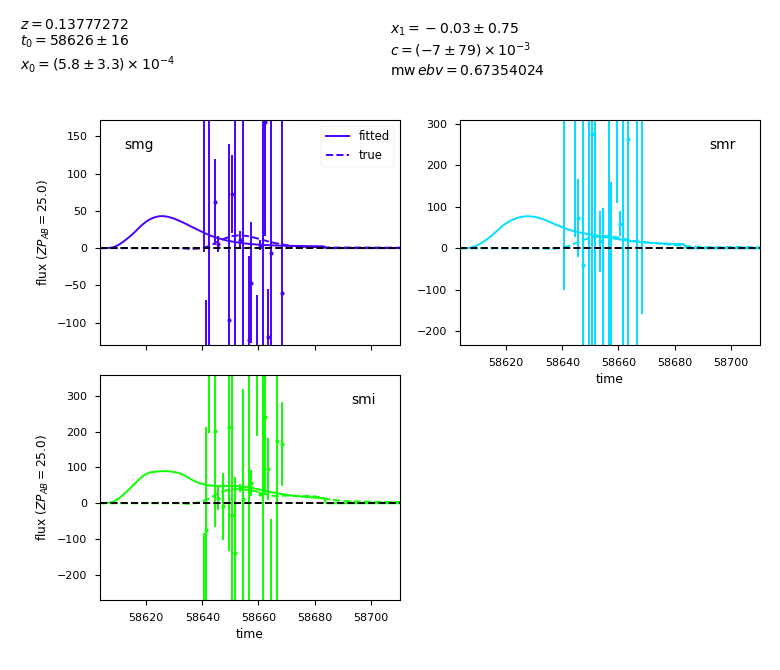 z = 0.13777272
t₀ = 58626 ± 16
x₀ = (5.8 ± 3.3) × 10⁻⁴
x₁ = −0.03 ± 0.75
c = (−7 ± 79) × 10⁻³
mw ebv = 0.67354024
smg
fitted
true
150
100
50
0
−50
−100
flux (ZP_AB = 25.0)
smr
300
200
100
0
−100
−200
58620 58640 58660 58680 58700
time
smi
300
200
100
0
−100
−200
flux (ZP_AB = 25.0)
58620 58640 58660 58680 58700
time